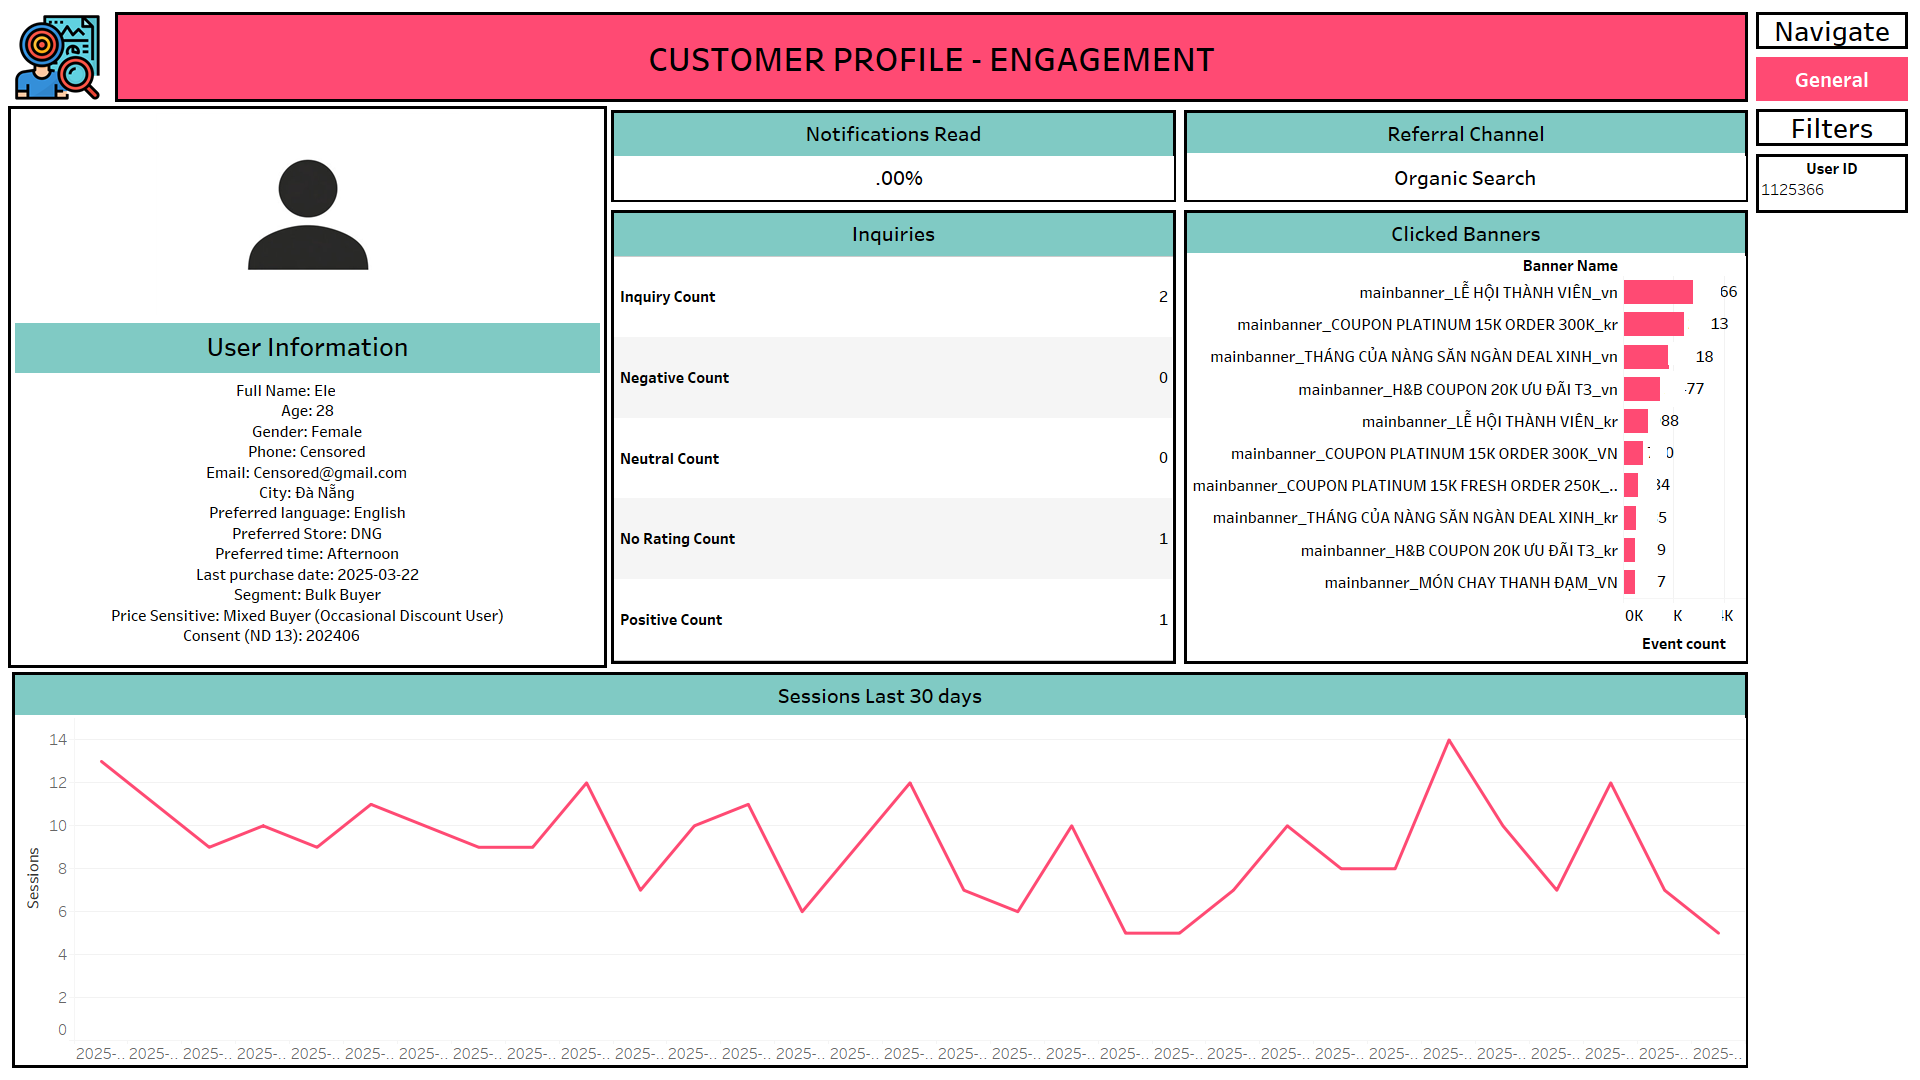 CUSTOMER PROFILE - ENGAGEMENT
Navigate
General
Filters
User ID
1125366
User Information
Full Name: Ele
Age: 28
Gender: Female
Phone: Censored
Email: Censored@gmail.com
City: Đà Nẵng
Preferred language: English
Preferred Store: DNG
Preferred time: Afternoon
Last purchase date: 2025-03-22
Segment: Bulk Buyer
Price Sensitive: Mixed Buyer (Occasional Discount User)
Consent (ND 13): 202406
Notifications Read
.00%
Referral Channel
Organic Search
Inquiries
Inquiry Count 2
Negative Count 0
Neutral Count 0
No Rating Count 1
Positive Count 1
Clicked Banners
Banner Name
mainbanner_LỄ HỘI THÀNH VIÊN_vn 66
mainbanner_COUPON PLATINUM 15K ORDER 300K_kr 13
mainbanner_THÁNG CỦA NÀNG SĂN NGÀN DEAL XINH_vn 18
mainbanner_H&B COUPON 20K ƯU ĐÃI T3_vn 77
mainbanner_LỄ HỘI THÀNH VIÊN_kr 88
mainbanner_COUPON PLATINUM 15K ORDER 300K_VN 0
mainbanner_COUPON PLATINUM 15K FRESH ORDER 250K_.. 34
mainbanner_THÁNG CỦA NÀNG SĂN NGÀN DEAL XINH_kr 5
mainbanner_H&B COUPON 20K ƯU ĐÃI T3_kr 9
mainbanner_MÓN CHAY THANH ĐẠM_VN 7
0K K K
Event count
Sessions Last 30 days
Sessions
14
12
10
8
6
4
2
0
2025-.. 2025-.. 2025-.. 2025-.. 2025-.. 2025-.. 2025-.. 2025-.. 2025-.. 2025-.. 2025-.. 2025-.. 2025-.. 2025-.. 2025-.. 2025-.. 2025-.. 2025-.. 2025-.. 2025-.. 2025-.. 2025-.. 2025-.. 2025-.. 2025-.. 2025-.. 2025-.. 2025-.. 2025-.. 2025-.. 2025-..